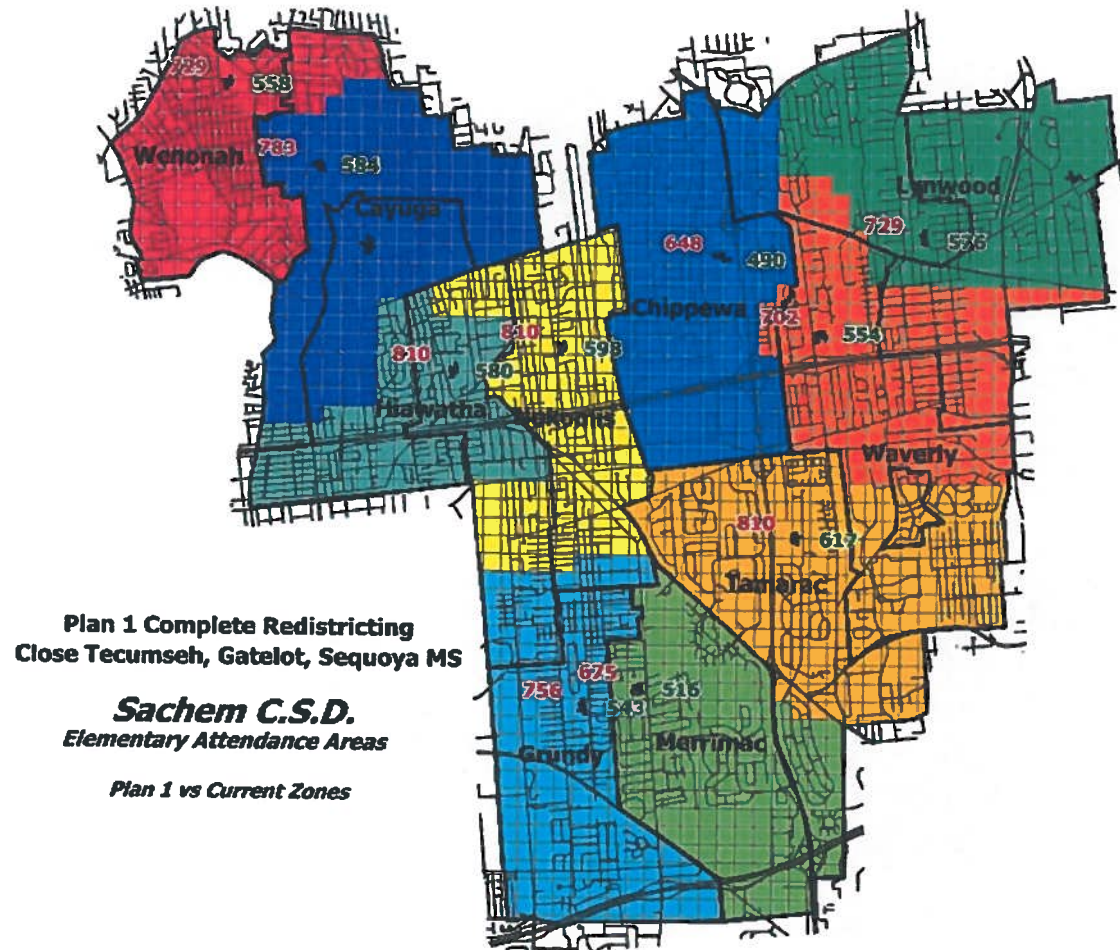 729
558
Wenonah
783
584
Cayuga
Lynwood
729
576
648
490
Chippewa
702
554
810
810
593
580
Hiawatha
Waverly
810
617
Tamarac
Plan 1 Complete Redistricting
Close Tecumseh, Gatelot, Sequoya MS
Sachem C.S.D.
Elementary Attendance Areas
Plan 1 vs Current Zones
675
756
516
543
Grundy
Merrimac